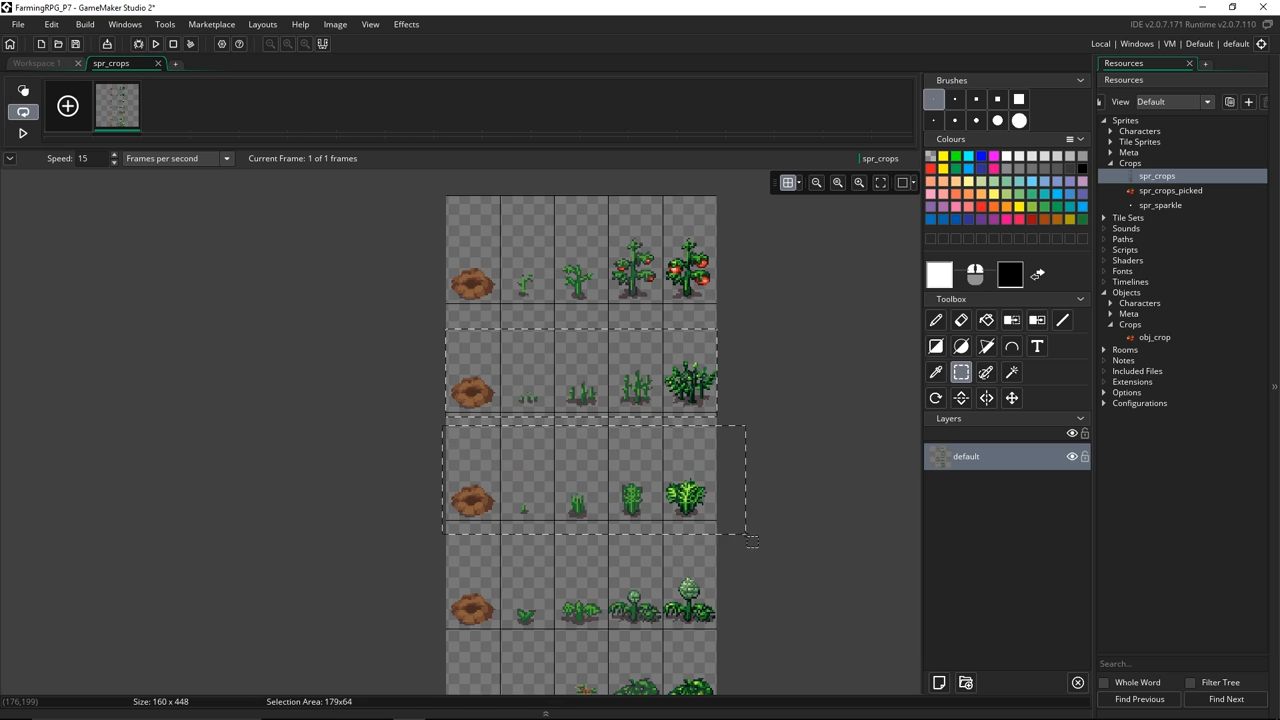 FarmingRPG_P7 - GameMaker Studio 2*
File Edit Build Windows Tools Marketplace Layouts Help Image View Effects
IDE v2.0.7.171 Runtime v2.0.7.110
Local | Windows | VM | Default | default
Workspace 1
spr_crops
Resources
Brushes
Resources
View Default
Colours
Sprites
Characters
Tile Sprites
Meta
Crops
spr_crops
spr_crops_picked
spr_sparkle
Tile Sets
Sounds
Paths
Scripts
Shaders
Fonts
Timelines
Objects
Characters
Meta
Crops
obj_crop
Rooms
Notes
Included Files
Extensions
Options
Configurations
Speed: 15 Frames per second Current Frame: 1 of 1 frames spr_crops
Toolbox
T
Layers
default
Search...
Whole Word Filter Tree
Find Previous Find Next
(176,199) Size: 160 x 448 Selection Area: 179x64